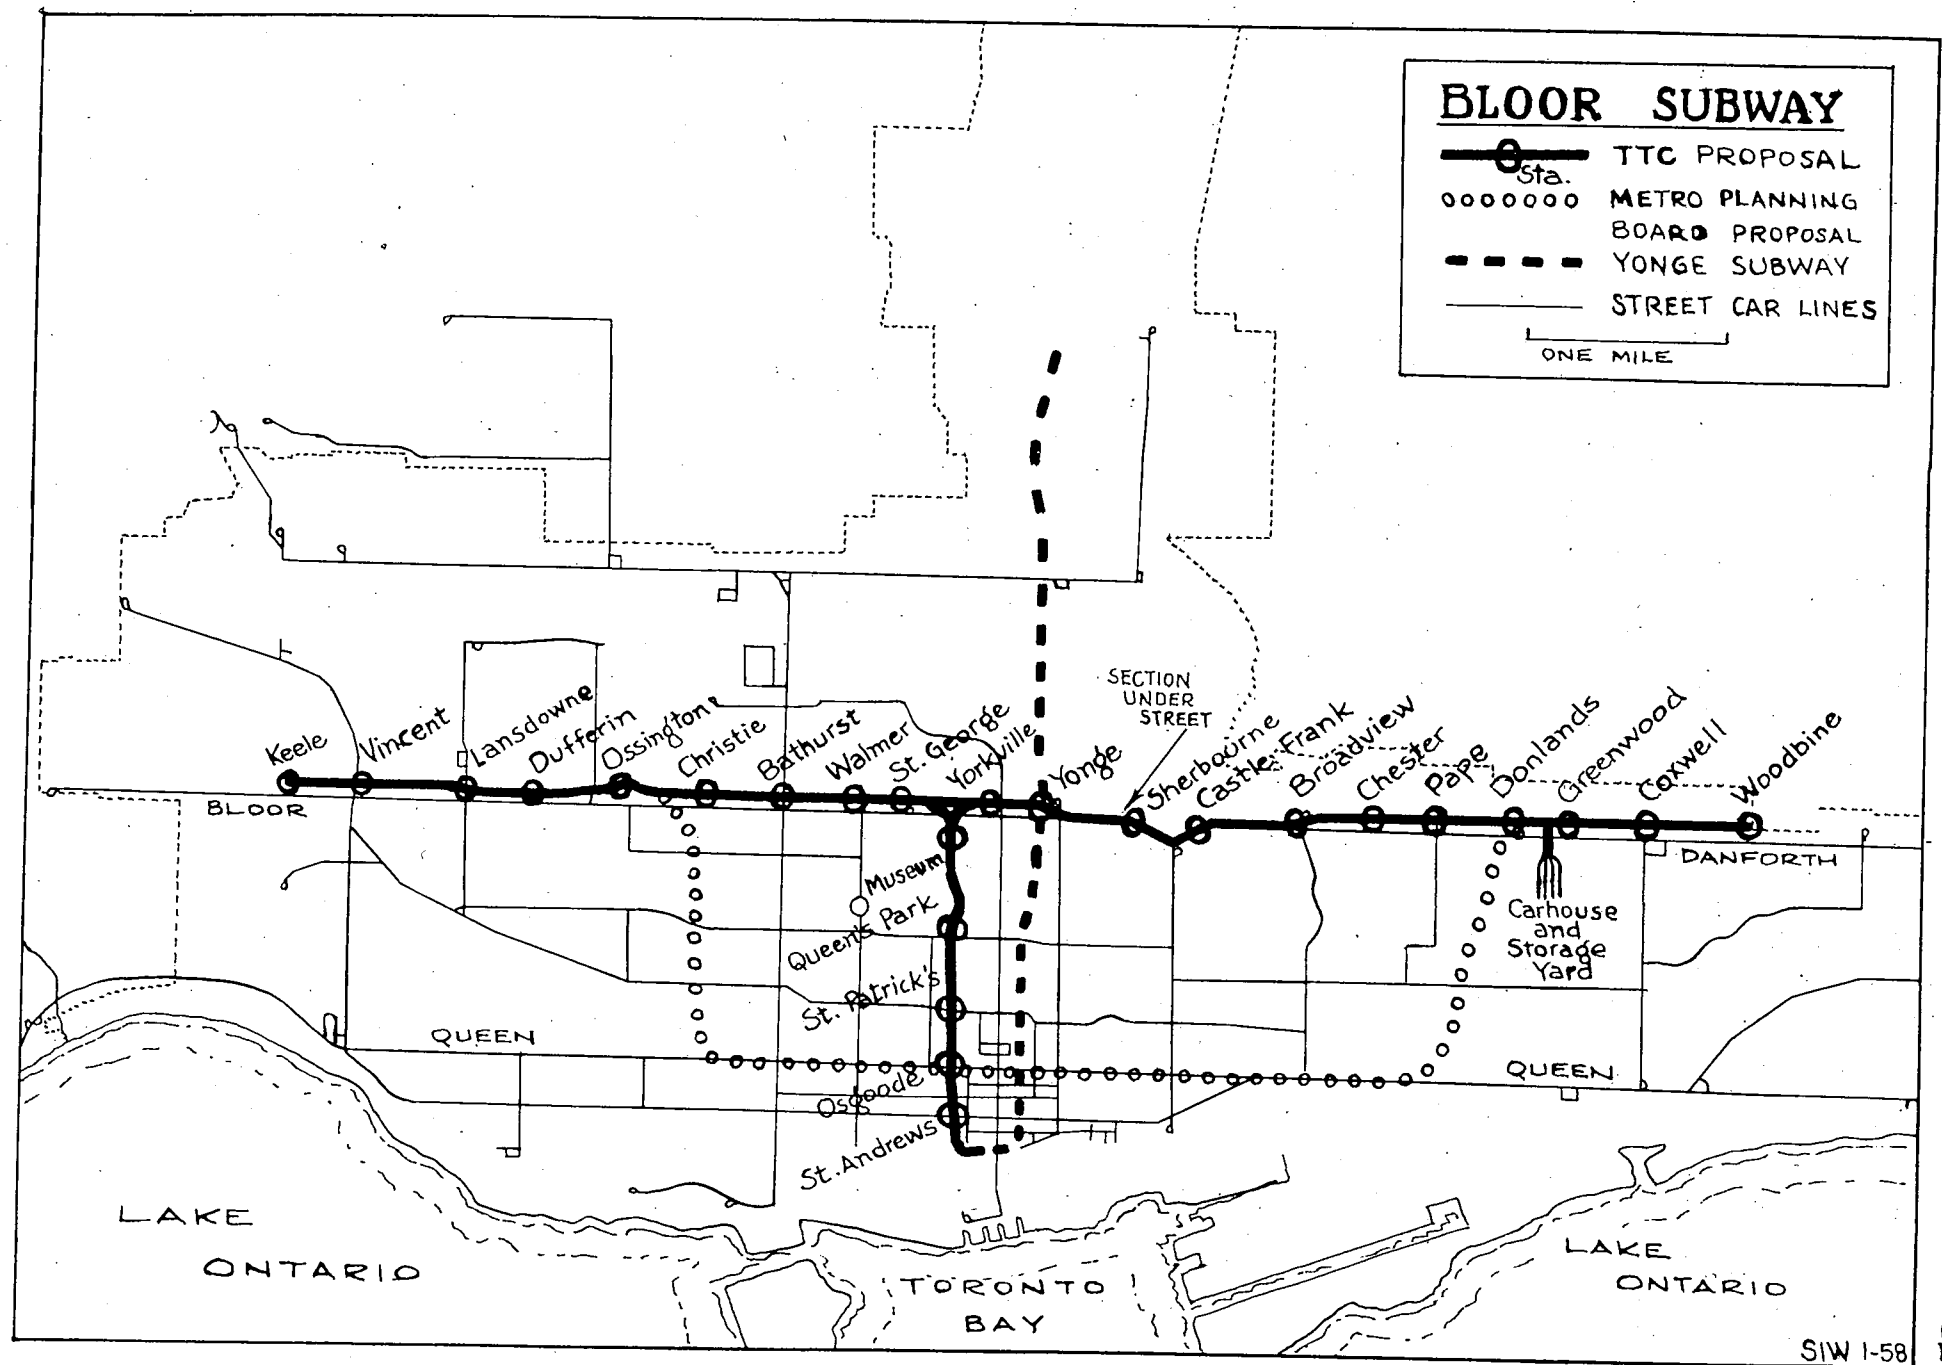 BLOOR SUBWAY
TTC PROPOSAL
Sta.
METRO PLANNING
BOARD PROPOSAL
YONGE SUBWAY
STREET CAR LINES
ONE MILE
SECTION
UNDER
STREET
Keele
Vincent
Lansdowne
Dufferin
Ossington
Christie
Bathurst
Walmer
St. George
Yorkville
Yonge
Sherbourne
Castle Frank
Broadview
Chester
Pape
Donlands
Greenwood
Coxwell
Woodbine
BLOOR
DANFORTH
Museum
Queen's Park
St. Patrick's
Osgoode
St. Andrews
Carhouse
and
Storage
Yard
QUEEN
QUEEN
LAKE
ONTARIO
TORONTO
BAY
LAKE
ONTARIO
SIW 1-58